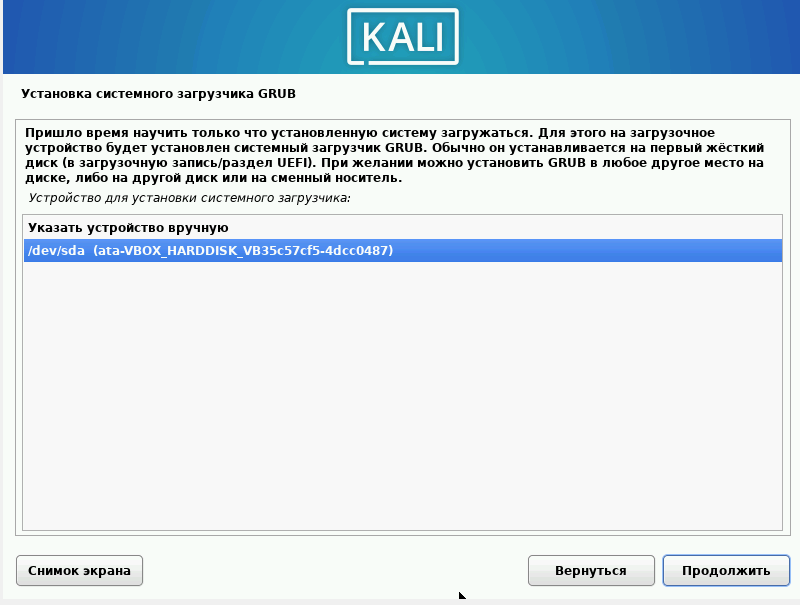 KALI
Установка системного загрузчика GRUB
Пришло время научить только что установленную систему загружаться. Для этого на загрузочное
устройство будет установлен системный загрузчик GRUB. Обычно он устанавливается на первый жёсткий
диск (в загрузочную запись/раздел UEFI). При желании можно установить GRUB в любое другое место на
диске, либо на другой диск или на сменный носитель.
Устройство для установки системного загрузчика:
Указать устройство вручную
/dev/sda  (ata-VBOX_HARDDISK_VB35c57cf5-4dcc0487)
Снимок экрана
Вернуться
Продолжить